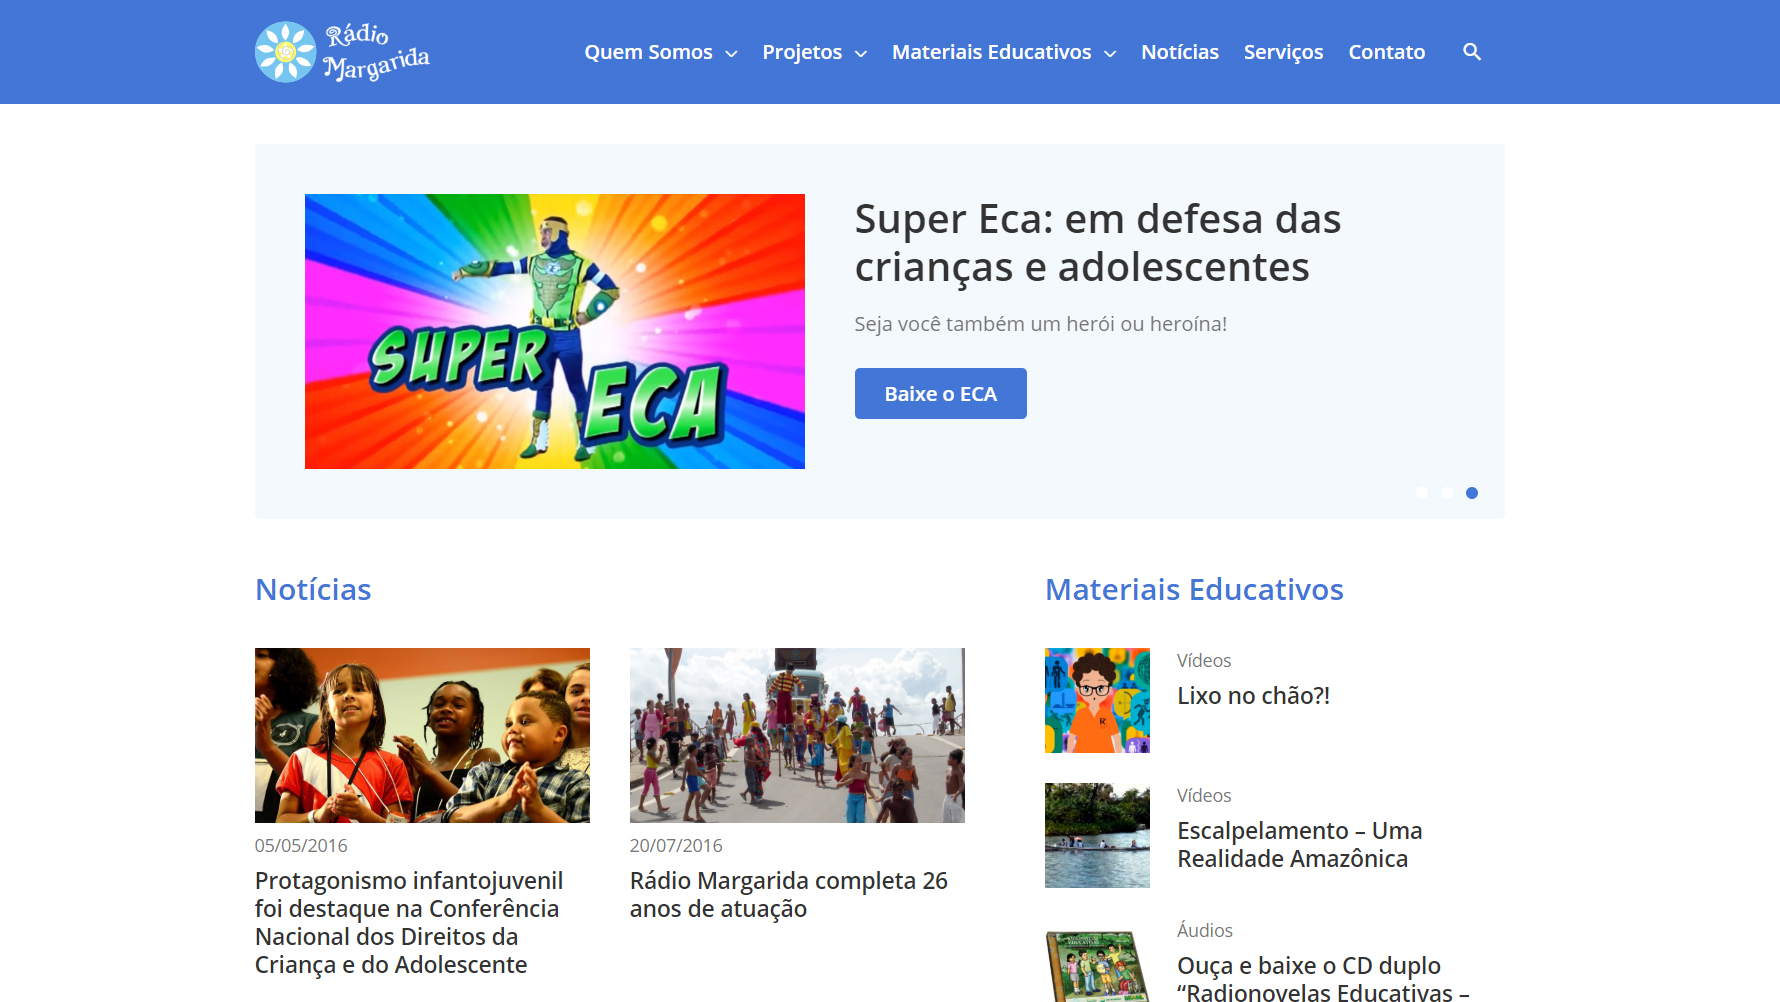 Rádio
Margarida
Quem Somos
Projetos
Materiais Educativos
Notícias
Serviços
Contato
SUPER
ECA
Super Eca: em defesa das
crianças e adolescentes
Seja você também um herói ou heroína!
Baixe o ECA
Notícias
05/05/2016
Protagonismo infantojuvenil
foi destaque na Conferência
Nacional dos Direitos da
Criança e do Adolescente
20/07/2016
Rádio Margarida completa 26
anos de atuação
Materiais Educativos
Vídeos
Lixo no chão?!
Vídeos
Escalpelamento – Uma
Realidade Amazônica
Áudios
Ouça e baixe o CD duplo
“Radionovelas Educativas –